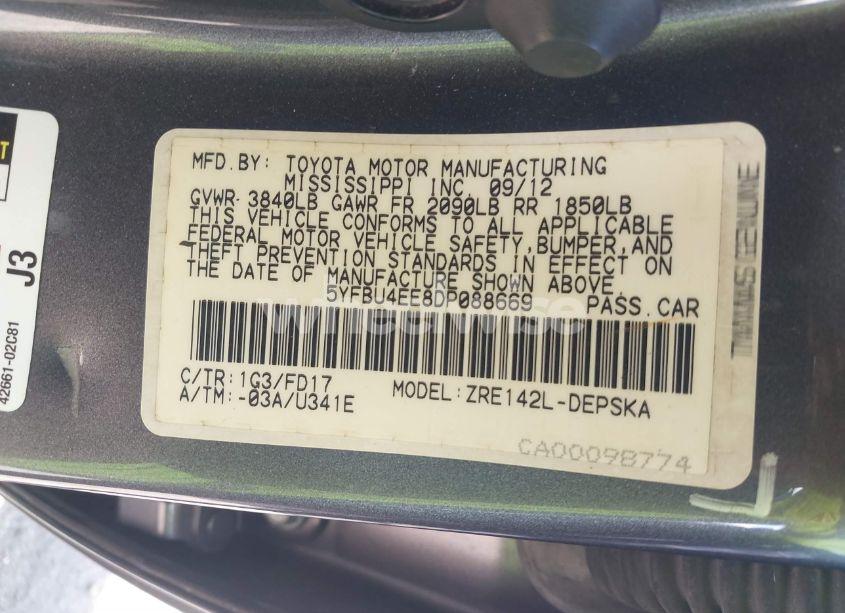 MFD.BY: TOYOTA MOTOR MANUFACTURING
MISSISSIPPI INC. 09/12
GVWR 3840LB GAWR FR 2090LB RR 1850LB
THIS VEHICLE CONFORMS TO ALL APPLICABLE
FEDERAL MOTOR VEHICLE SAFETY,BUMPER,AND
THEFT PREVENTION STANDARDS IN EFFECT ON
THE DATE OF MANUFACTURE SHOWN ABOVE.
5YFBU4EE8DP088669 PASS.CAR
wheelwise
C/TR:1G3/FD17
A/TM:-03A/U341E
MODEL:ZRE142L-DEPSKA
CA00098774
GENUINE
J3
42661-02C81